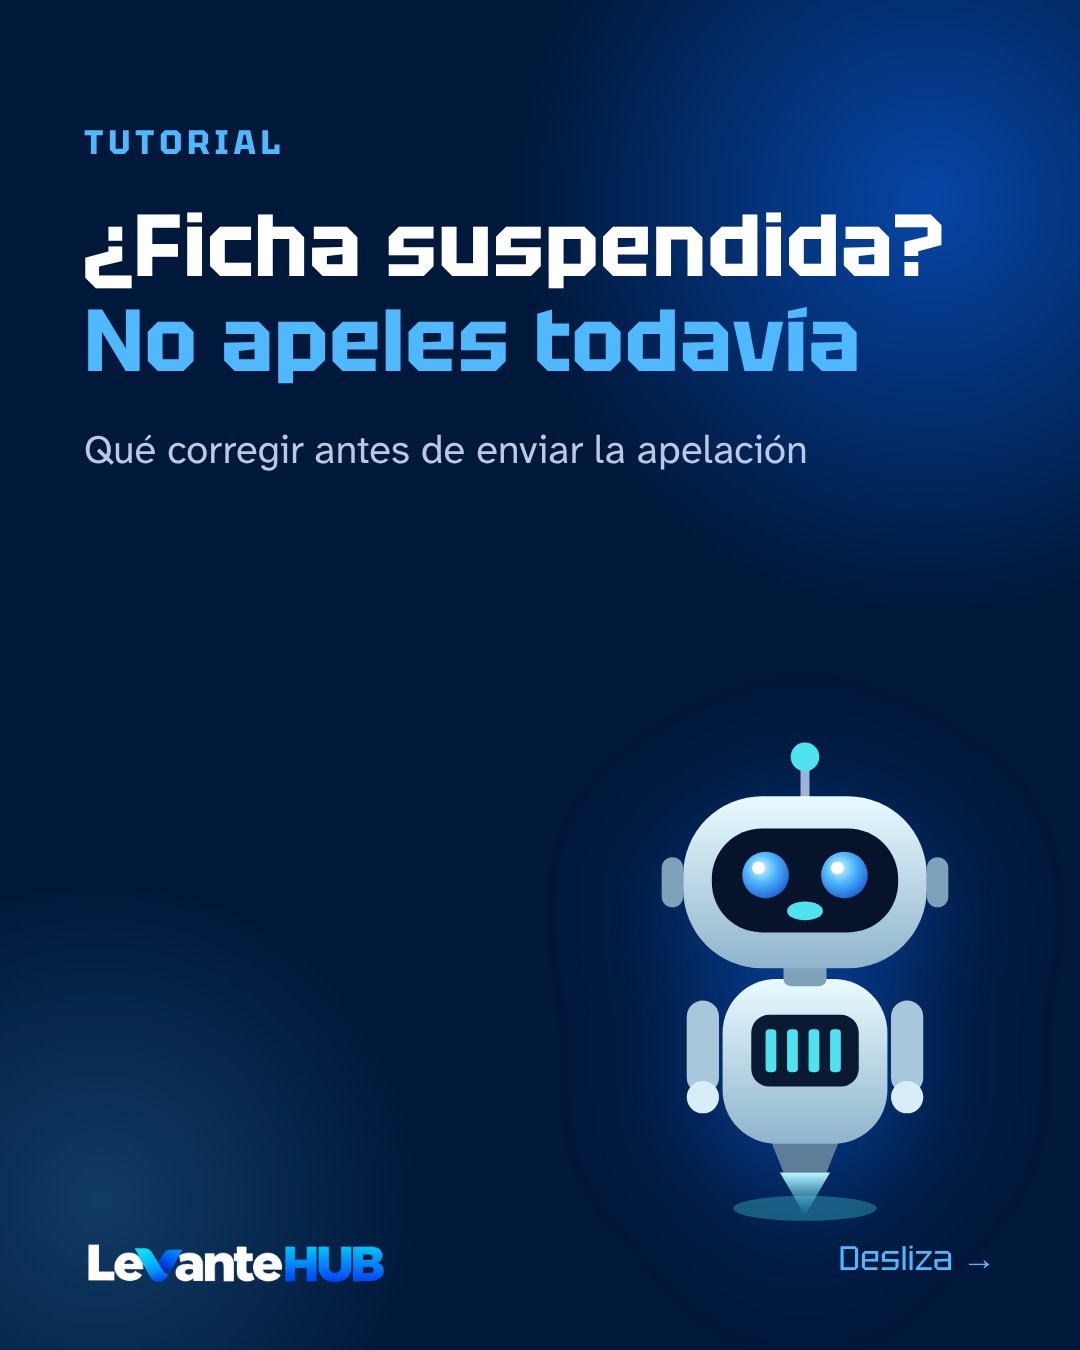 TUTORIAL
¿Ficha suspendida?
No apeles todavía
Qué corregir antes de enviar la apelación
LevanteHUB
Desliza →